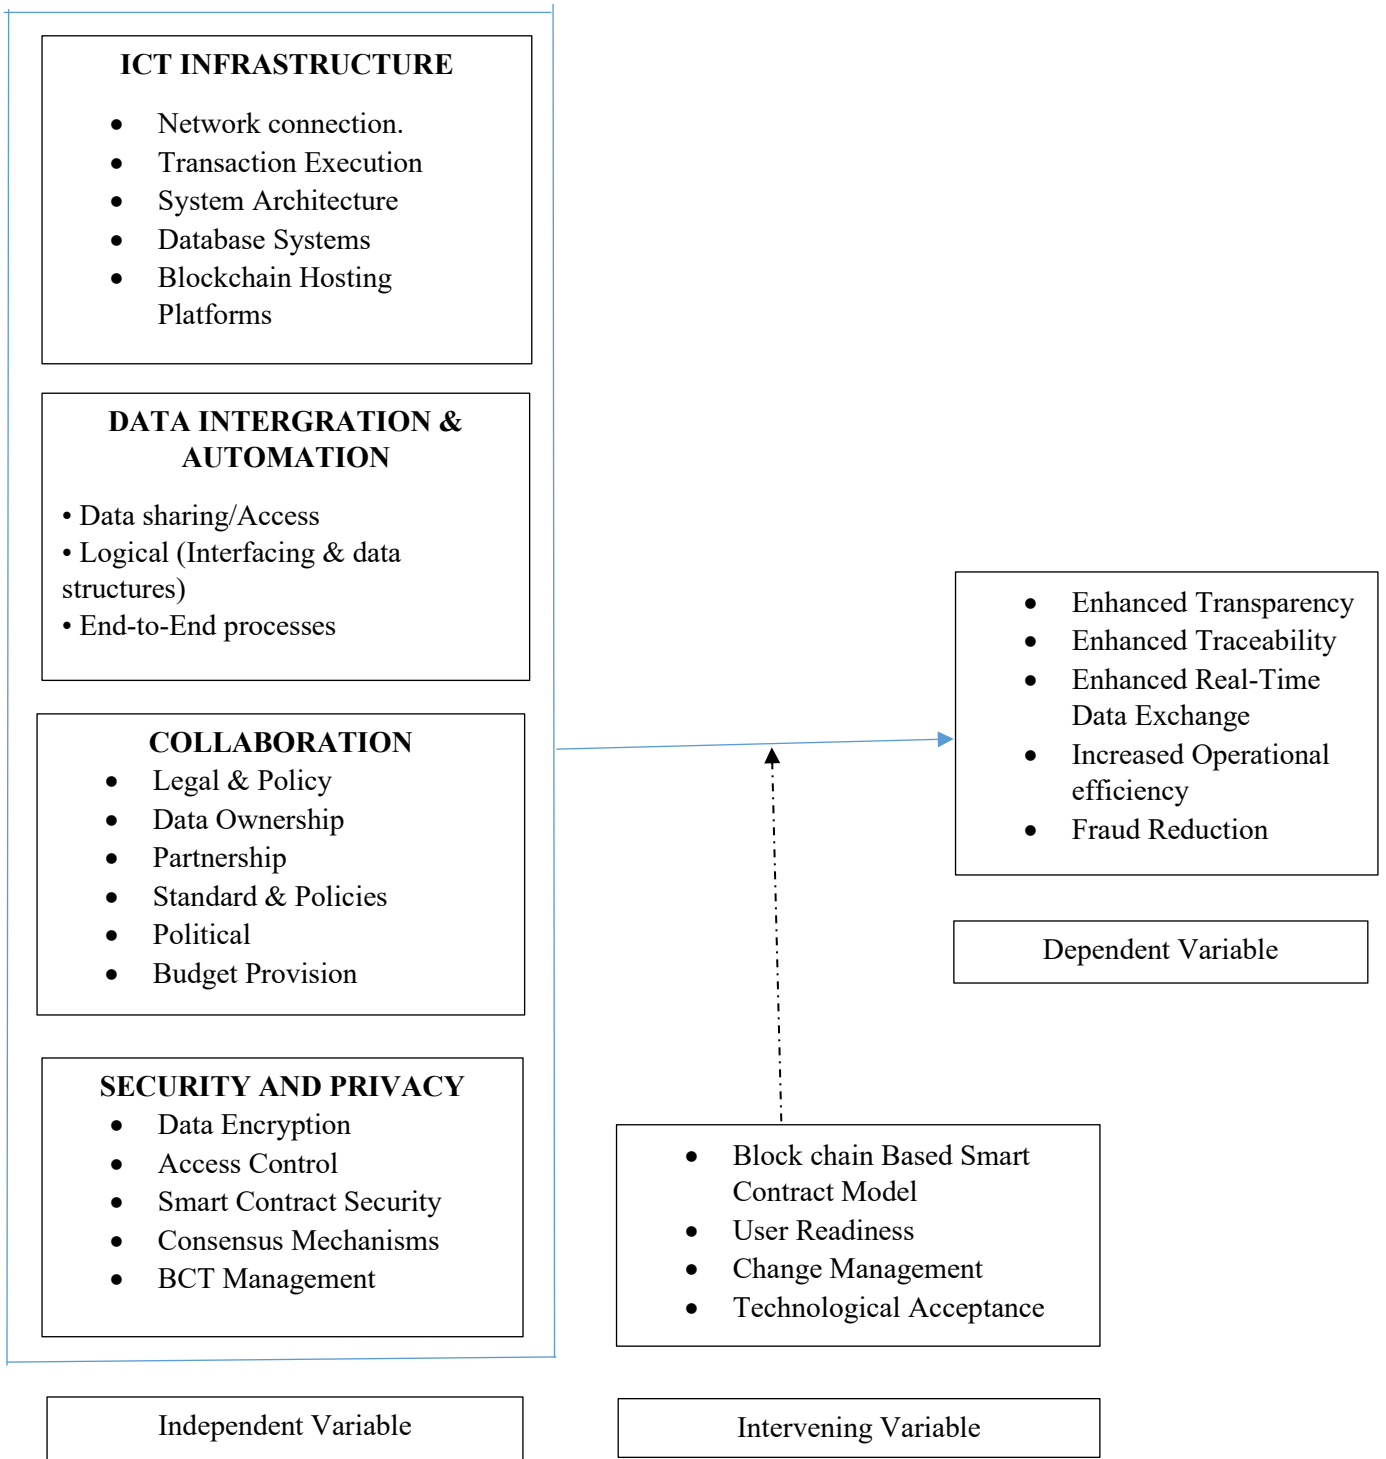 ICT INFRASTRUCTURE
• Network connection.
• Transaction Execution
• System Architecture
• Database Systems
• Blockchain Hosting
Platforms
DATA INTERGRATION &
AUTOMATION
• Data sharing/Access
• Logical (Interfacing & data
structures)
• End-to-End processes
COLLABORATION
• Legal & Policy
• Data Ownership
• Partnership
• Standard & Policies
• Political
• Budget Provision
SECURITY AND PRIVACY
• Data Encryption
• Access Control
• Smart Contract Security
• Consensus Mechanisms
• BCT Management
Independent Variable
• Block chain Based Smart
Contract Model
• User Readiness
• Change Management
• Technological Acceptance
Intervening Variable
• Enhanced Transparency
• Enhanced Traceability
• Enhanced Real-Time
Data Exchange
• Increased Operational
efficiency
• Fraud Reduction
Dependent Variable